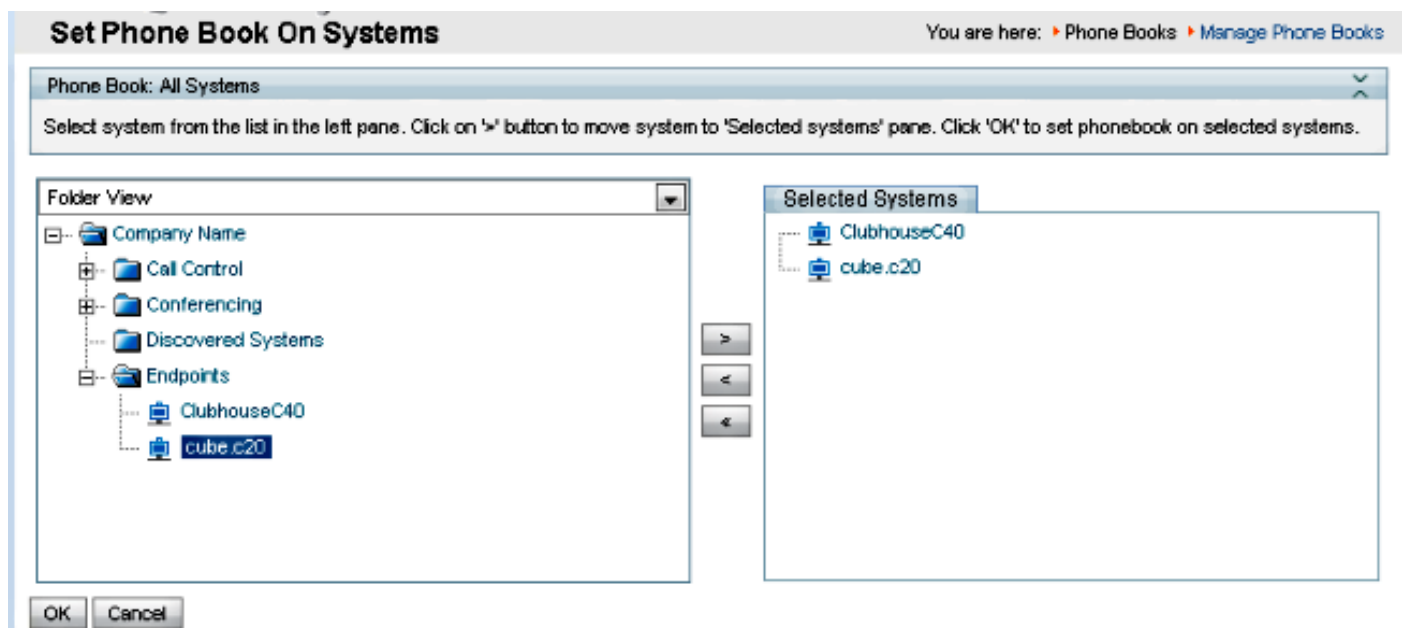 Set Phone Book On Systems
You are here: Phone Books Manage Phone Books
Phone Book: All Systems
Select system from the list in the left pane. Click on '>' button to move system to 'Selected systems' pane. Click 'OK' to set phonebook on selected systems.
Folder View
Company Name
Call Control
Conferencing
Discovered Systems
Endpoints
ClubhouseC40
cube.c20
>
<
«
Selected Systems
ClubhouseC40
cube.c20
OK Cancel